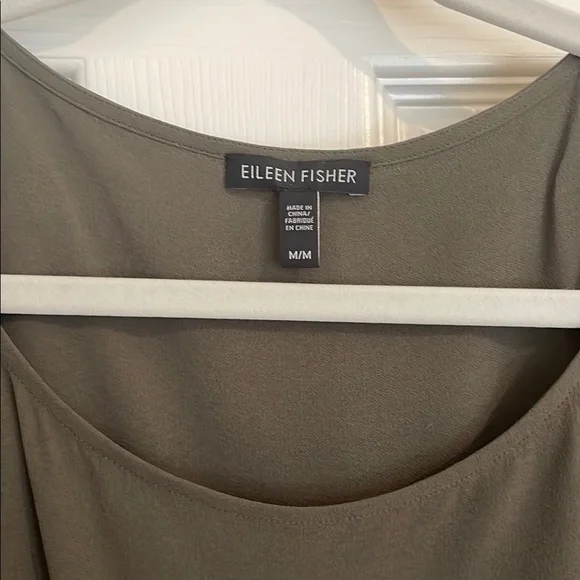 EILEEN FISHER
MADE IN
CHINA/
FABRIQUÉ
EN CHINE
M/M